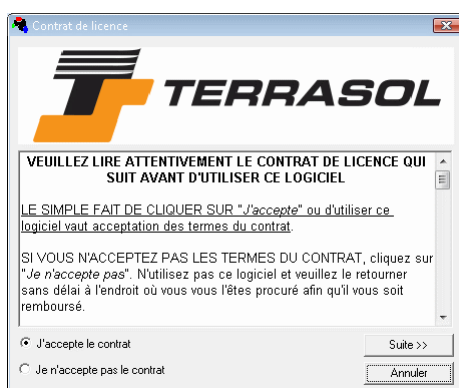 Contrat de licence
TERRASOL
VEUILLEZ LIRE ATTENTIVEMENT LE CONTRAT DE LICENCE QUI
SUIT AVANT D'UTILISER CE LOGICIEL
LE SIMPLE FAIT DE CLIQUER SUR "J'accepte" ou d'utiliser ce
logiciel vaut acceptation des termes du contrat.
SI VOUS N'ACCEPTEZ PAS LES TERMES DU CONTRAT, cliquez sur
"Je n'accepte pas". N'utilisez pas ce logiciel et veuillez le retourner
sans délai à l'endroit où vous vous l'êtes procuré afin qu'il vous soit
remboursé.
J'accepte le contrat
Suite >>
Je n'accepte pas le contrat
Annuler